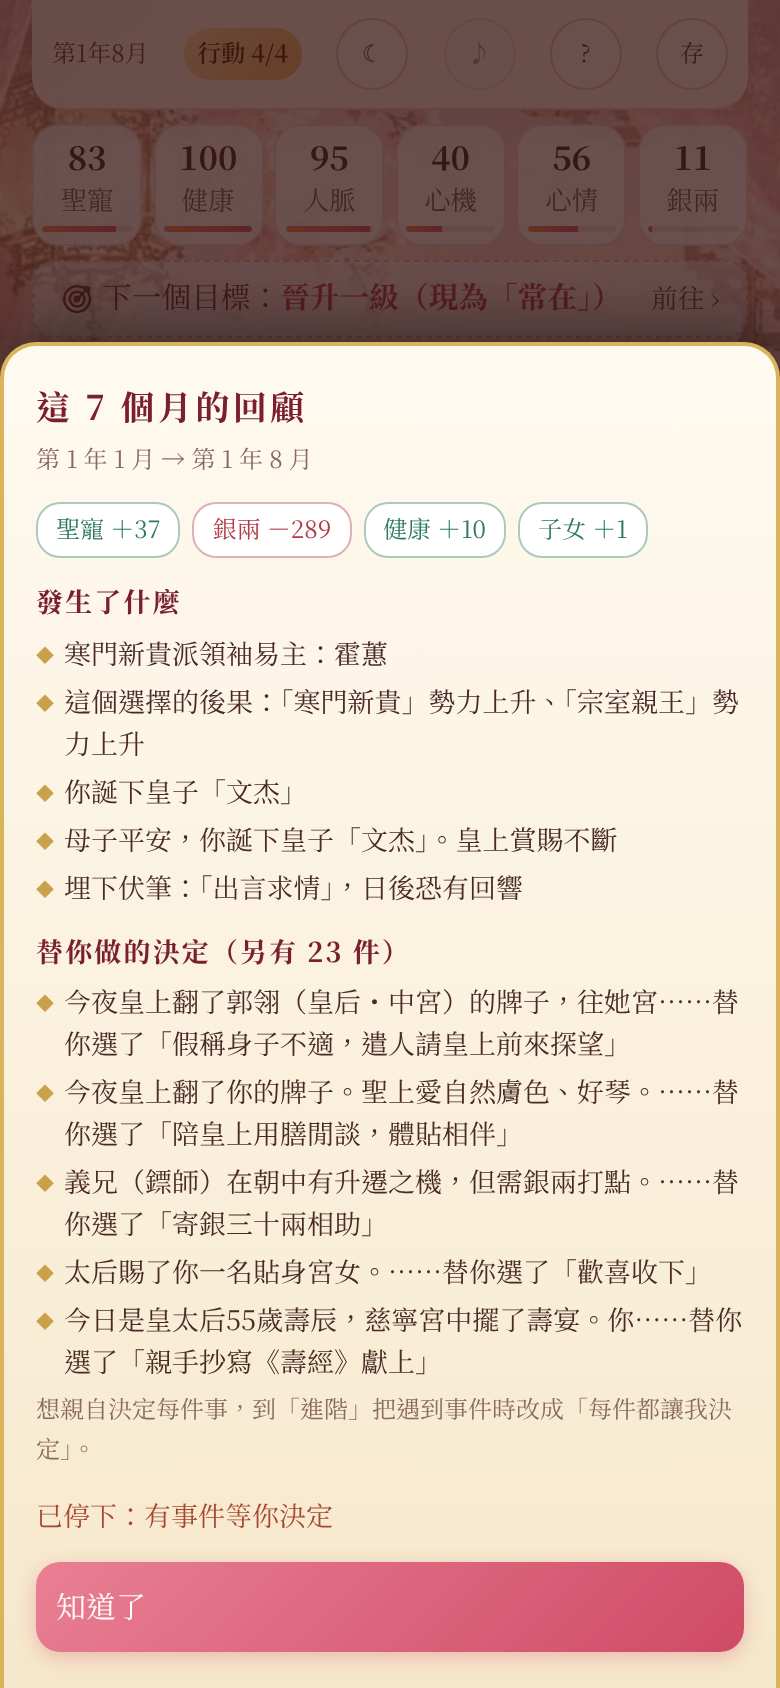 第1年8月
行動 4/4
☾
♪
?
存
83
100
95
40
56
11
聖寵
健康
人脈
心機
心情
銀兩
下一個目標：晉升一級（現為「常在」） 前往 ›
這 7 個月的回顧
第 1 年 1 月 → 第 1 年 8 月
聖寵 ＋37
銀兩 －289
健康 ＋10
子女 ＋1
發生了什麼
◆ 寒門新貴派領袖易主：霍蕙
◆ 這個選擇的後果：「寒門新貴」勢力上升、「宗室親王」勢
力上升
◆ 你誕下皇子「文杰」
◆ 母子平安，你誕下皇子「文杰」。皇上賞賜不斷
◆ 埋下伏筆：「出言求情」，日後恐有回響
替你做的決定（另有 23 件）
◆ 今夜皇上翻了郭翎（皇后・中宮）的牌子，往她宮……替
你選了「假稱身子不適，遣人請皇上前來探望」
◆ 今夜皇上翻了你的牌子。聖上愛自然膚色、好琴。……替
你選了「陪皇上用膳閒談，體貼相伴」
◆ 義兄（鏢師）在朝中有升遷之機，但需銀兩打點。……替
你選了「寄銀三十兩相助」
◆ 太后賜了你一名貼身宮女。……替你選了「歡喜收下」
◆ 今日是皇太后55歲壽辰，慈寧宮中擺了壽宴。你……替你
選了「親手抄寫《壽經》獻上」
想親自決定每件事，到「進階」把遇到事件時改成「每件都讓我決
定」。
已停下：有事件等你決定
知道了